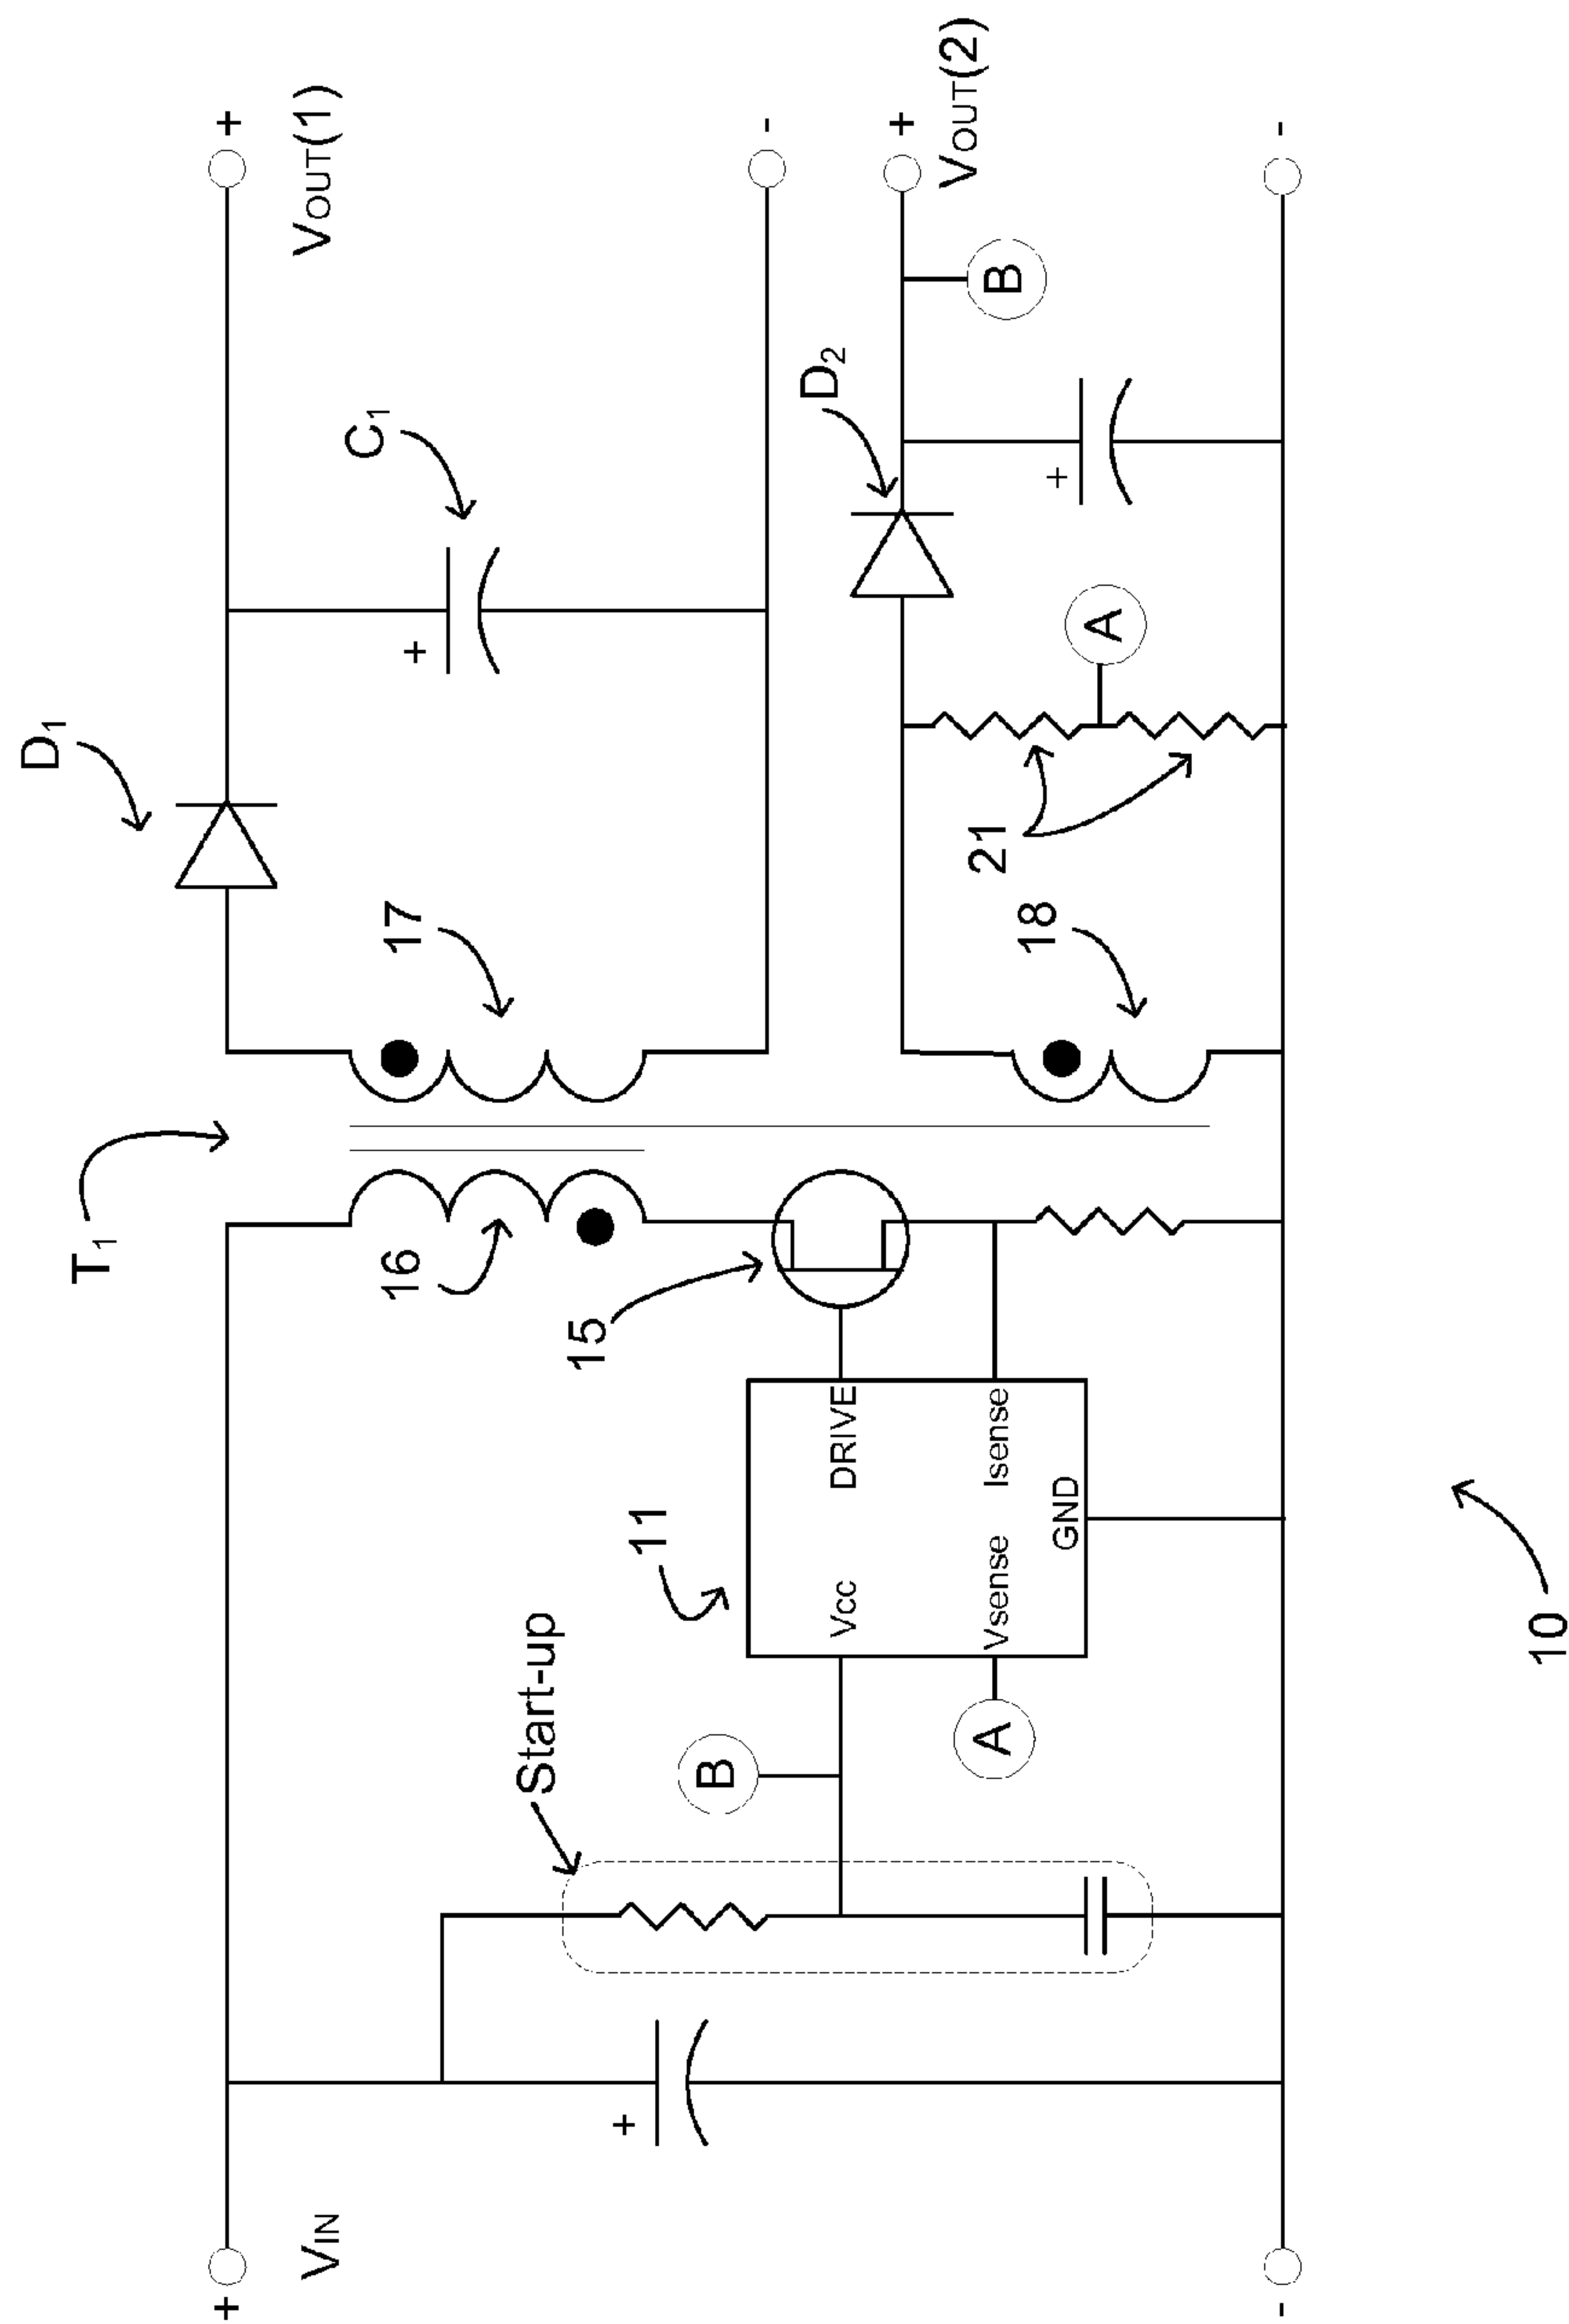 D1
+
VOUT(1)
C1
T1
17
-
16
D2
+
VOUT(2)
B
Start-up
15
11
+
+
VIN
+
B
Vcc
DRIVE
Vsense
Isense
GND
A
18
21
A
+
-
-
10